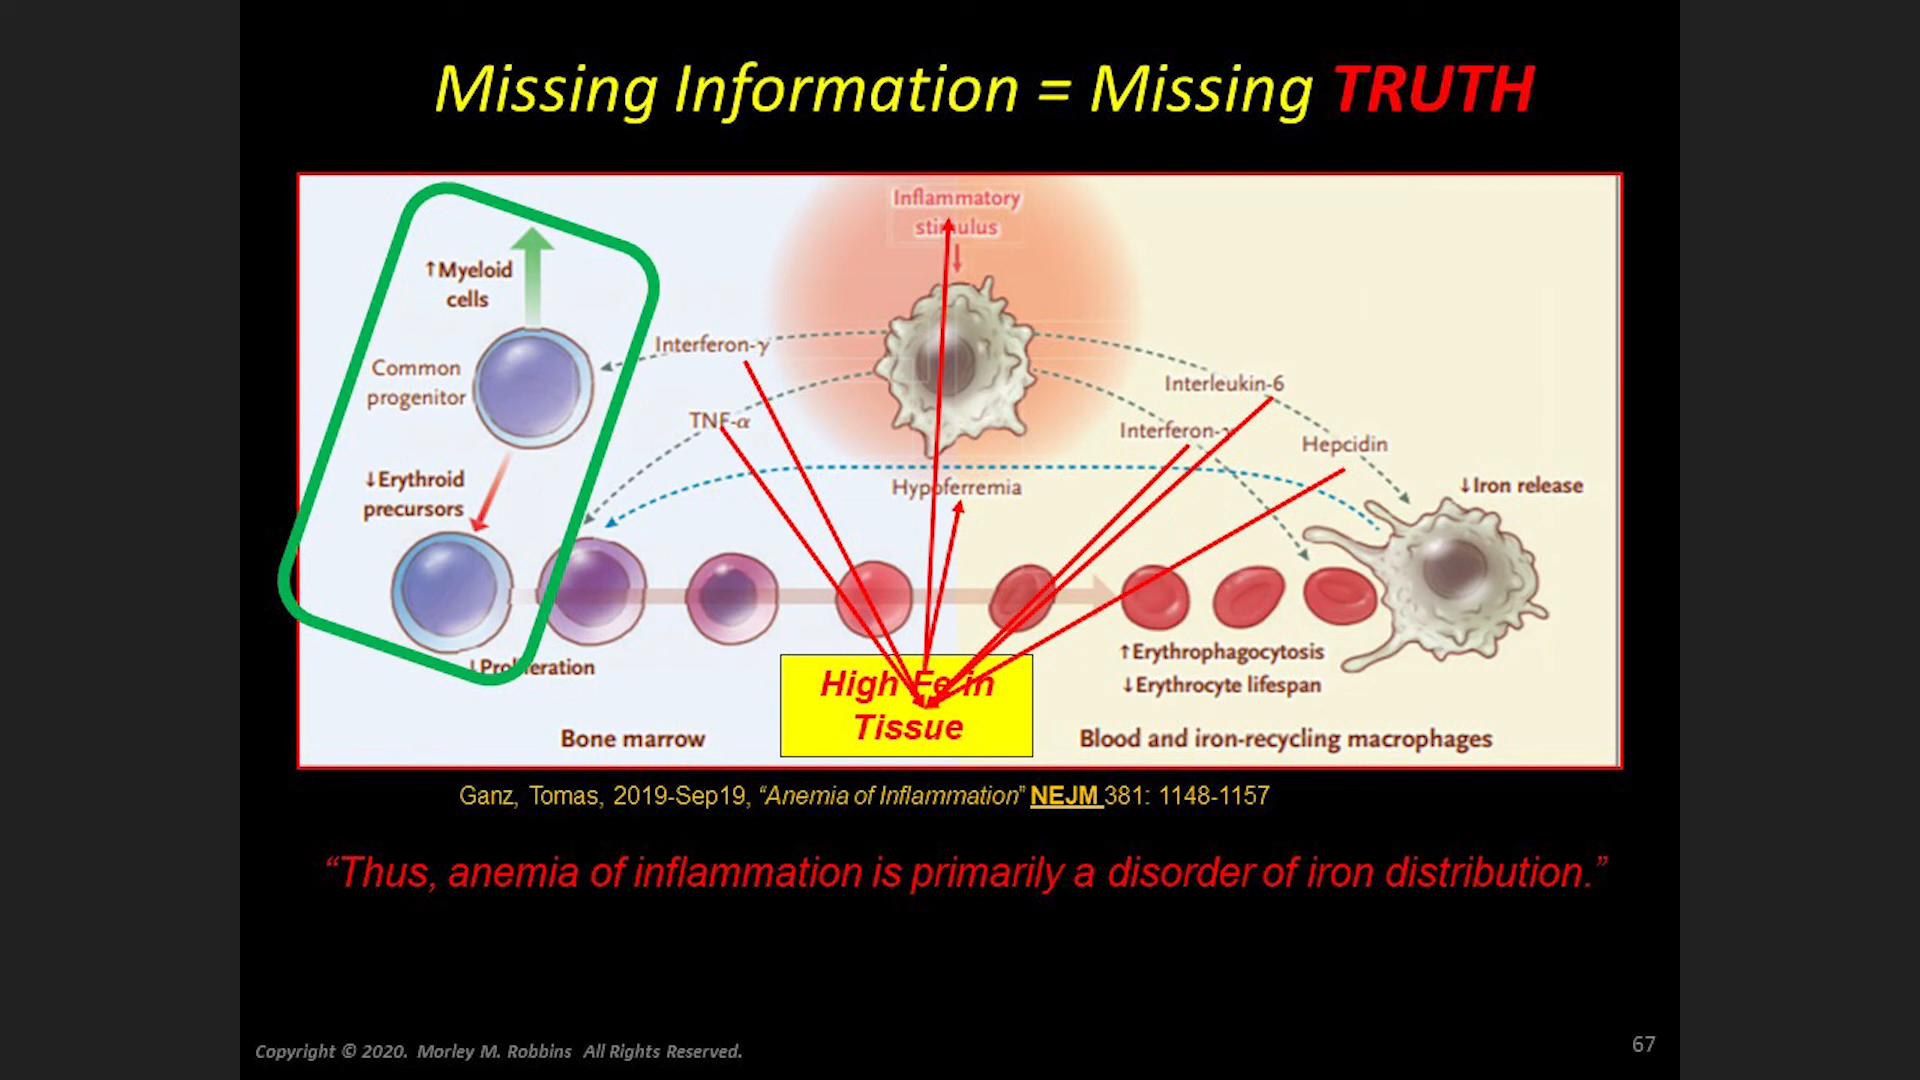 Missing Information = Missing TRUTH
Inflammatory
stimulus
↑Myeloid
cells
Common
progenitor
Interferon-γ
TNF-α
Interleukin-6
Interferon-γ
Hepcidin
↓Erythroid
precursors
Hypoferremia
↓Iron release
↓Proliferation
High Fe in
Tissue
↑Erythrophagocytosis
↓Erythrocyte lifespan
Bone marrow
Blood and iron-recycling macrophages
Ganz, Tomas, 2019-Sep19, “Anemia of Inflammation” NEJM 381: 1148-1157
“Thus, anemia of inflammation is primarily a disorder of iron distribution.”
Copyright © 2020. Morley M. Robbins All Rights Reserved.
67